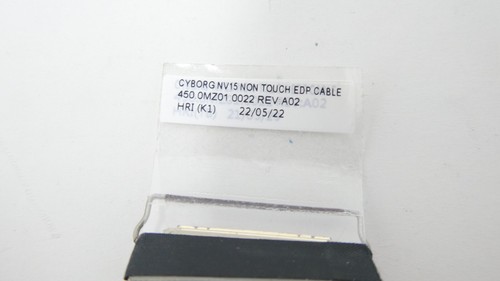 CYBORG NV15 NON TOUCH EDP CABLE
450.0MZ01.0022 REV A02
HRI (K1) 22/05/22